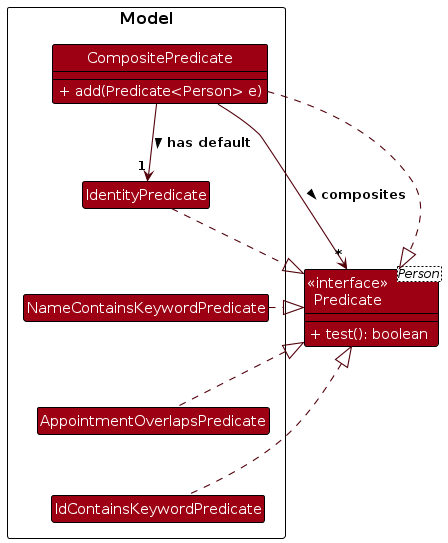 Model
CompositePredicate
+ add(Predicate<Person> e)
has default
1
composites
*
IdentityPredicate
Person
«interface»
Predicate
+ test(): boolean
NameContainsKeywordPredicate
AppointmentOverlapsPredicate
IdContainsKeywordPredicate